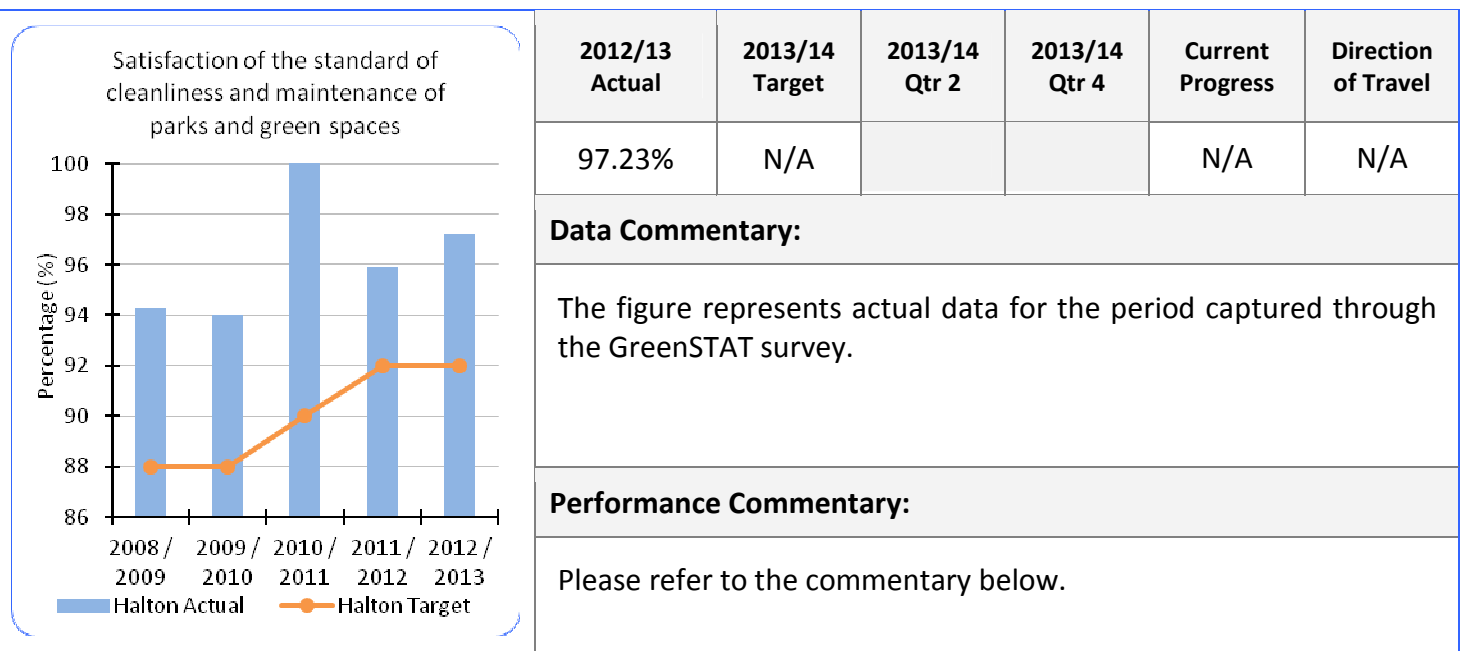 Satisfaction of the standard of
cleanliness and maintenance of
parks and green spaces
Percentage (%)
100
98
96
94
92
90
88
86
2008 / 2009 / 2010 / 2011 / 2012 /
2009 2010 2011 2012 2013
Halton Actual Halton Target
2012/13 2013/14 2013/14 2013/14 Current Direction
Actual Target Qtr 2 Qtr 4 Progress of Travel
97.23% N/A N/A N/A
Data Commentary:
The figure represents actual data for the period captured through
the GreenSTAT survey.
Performance Commentary:
Please refer to the commentary below.